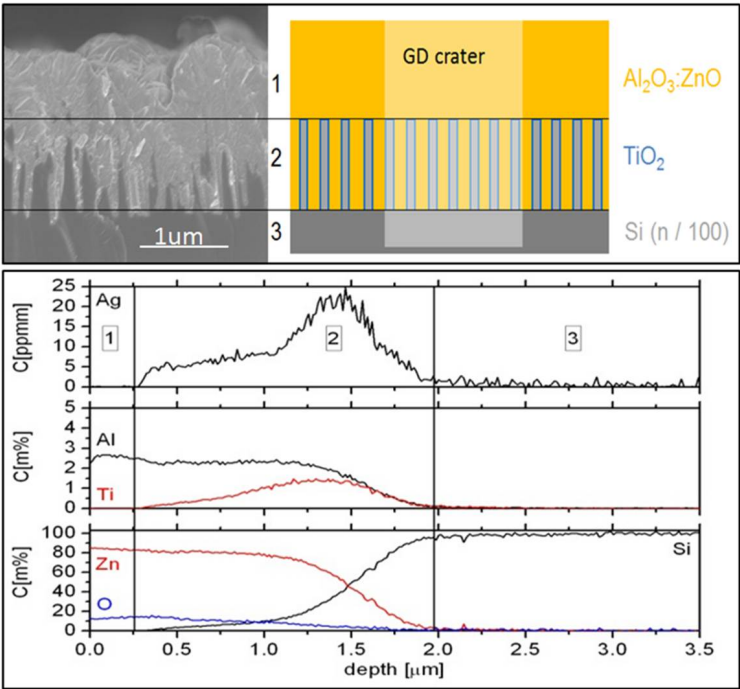 1
2
3
1um
GD crater
Al2O3:ZnO
TiO2
Si (n / 100)
C[ppmm]
25
20
15
10
5
0
Ag
1
2
3
C[m%]
5
4
3
2
1
0
Al
Ti
C[m%]
100
80
60
40
20
0
Zn
O
Si
0.0 0.5 1.0 1.5 2.0 2.5 3.0 3.5
depth [μm]